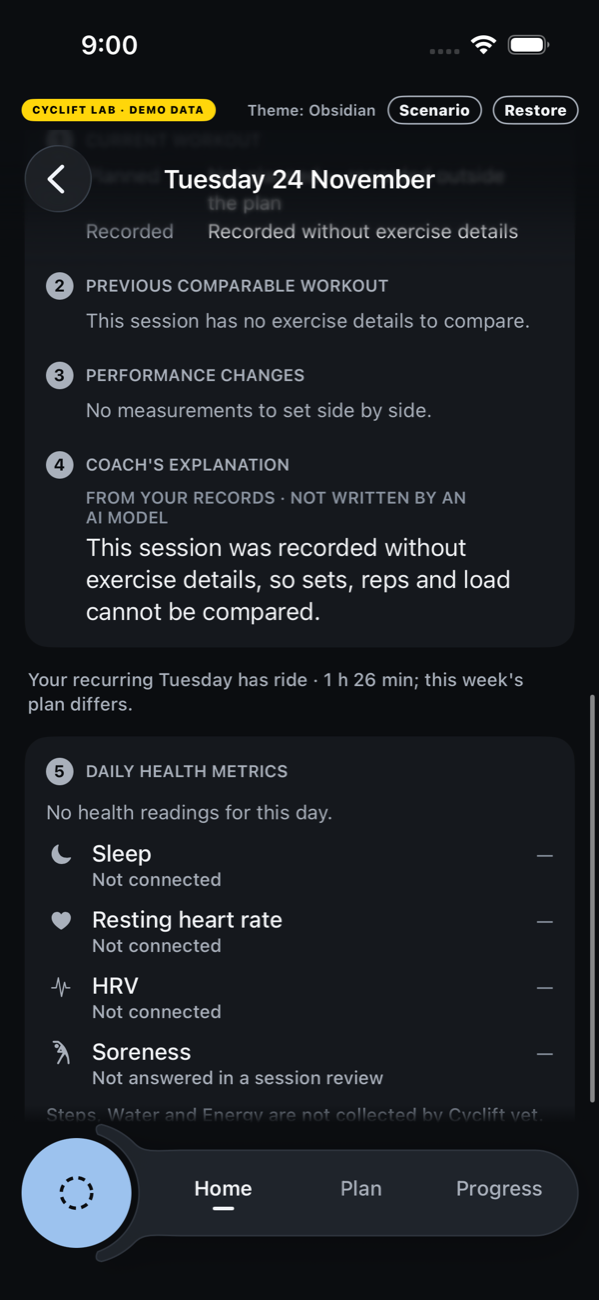 9:00
CYCLIFT LAB · DEMO DATA
Theme: Obsidian
Scenario
Restore
CURRENT WORKOUT
Tuesday 24 November
Planned
outside
the plan
Recorded
Recorded without exercise details
2
PREVIOUS COMPARABLE WORKOUT
This session has no exercise details to compare.
3
PERFORMANCE CHANGES
No measurements to set side by side.
4
COACH'S EXPLANATION
FROM YOUR RECORDS · NOT WRITTEN BY AN
AI MODEL
This session was recorded without
exercise details, so sets, reps and load
cannot be compared.
Your recurring Tuesday has ride · 1 h 26 min; this week's
plan differs.
5
DAILY HEALTH METRICS
No health readings for this day.
Sleep
—
Not connected
Resting heart rate
—
Not connected
HRV
—
Not connected
Soreness
—
Not answered in a session review
Steps, Water and Energy are not collected by Cyclift yet.
Home
Plan
Progress